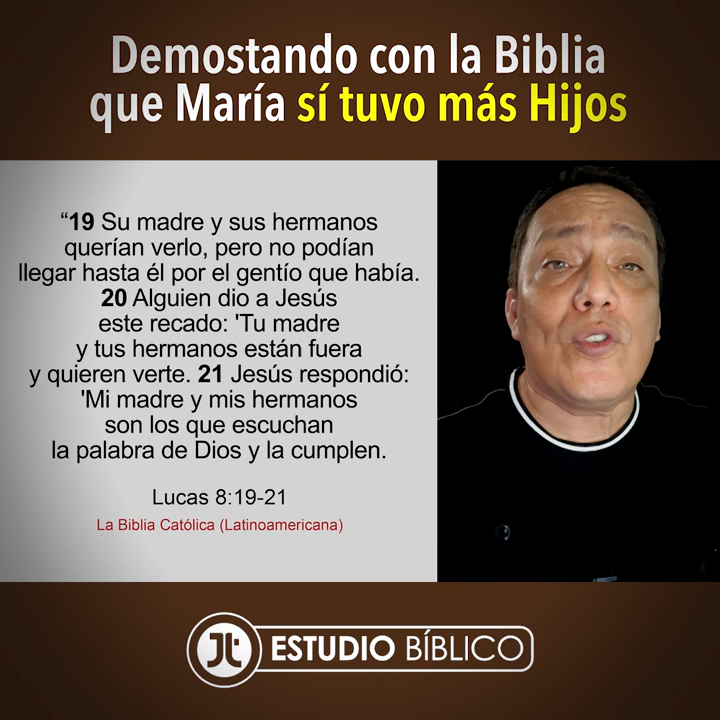 Demostando con la Biblia
que María sí tuvo más Hijos
“19 Su madre y sus hermanos
querían verlo, pero no podían
llegar hasta él por el gentío que había.
20 Alguien dio a Jesús
este recado: 'Tu madre
y tus hermanos están fuera
y quieren verte. 21 Jesús respondió:
'Mi madre y mis hermanos
son los que escuchan
la palabra de Dios y la cumplen.
Lucas 8:19-21
La Biblia Católica (Latinoamericana)
ESTUDIO BÍBLICO